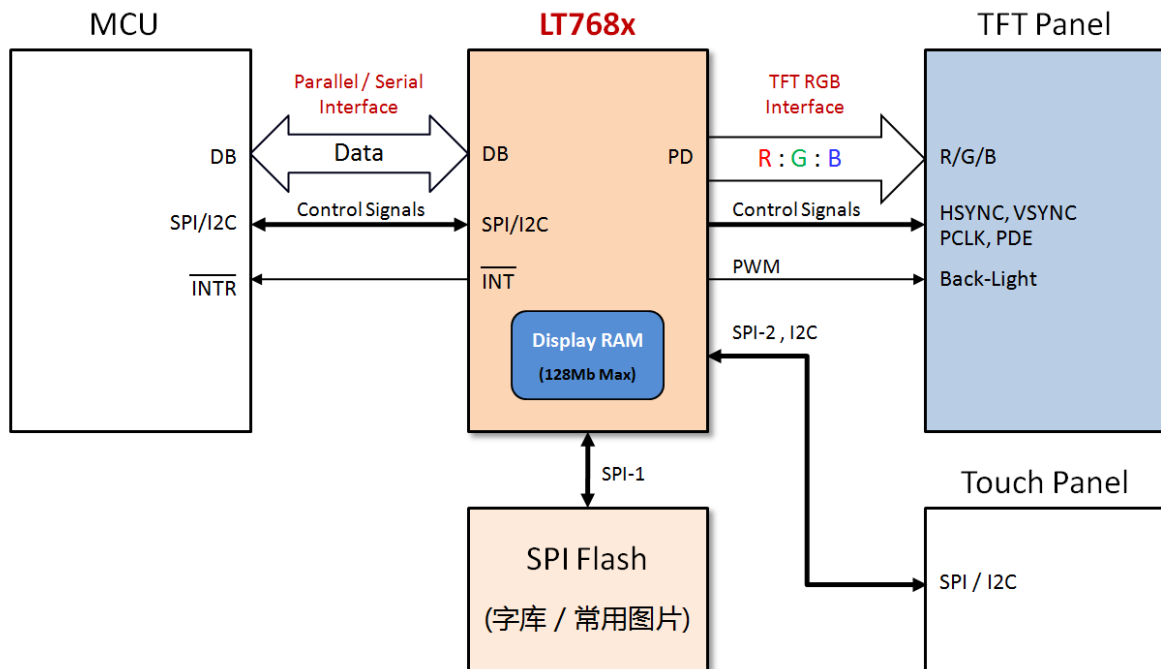 MCU
LT768x
TFT Panel
Parallel / Serial
Interface
TFT RGB
Interface
DB
Data
DB
PD
R : G : B
R/G/B
SPI/I2C
Control Signals
SPI/I2C
Control Signals
HSYNC, VSYNC
PCLK, PDE
INTR
INT
PWM
Back-Light
Display RAM
(128Mb Max)
SPI-2 , I2C
SPI-1
Touch Panel
SPI Flash
(字库 / 常用图片)
SPI / I2C